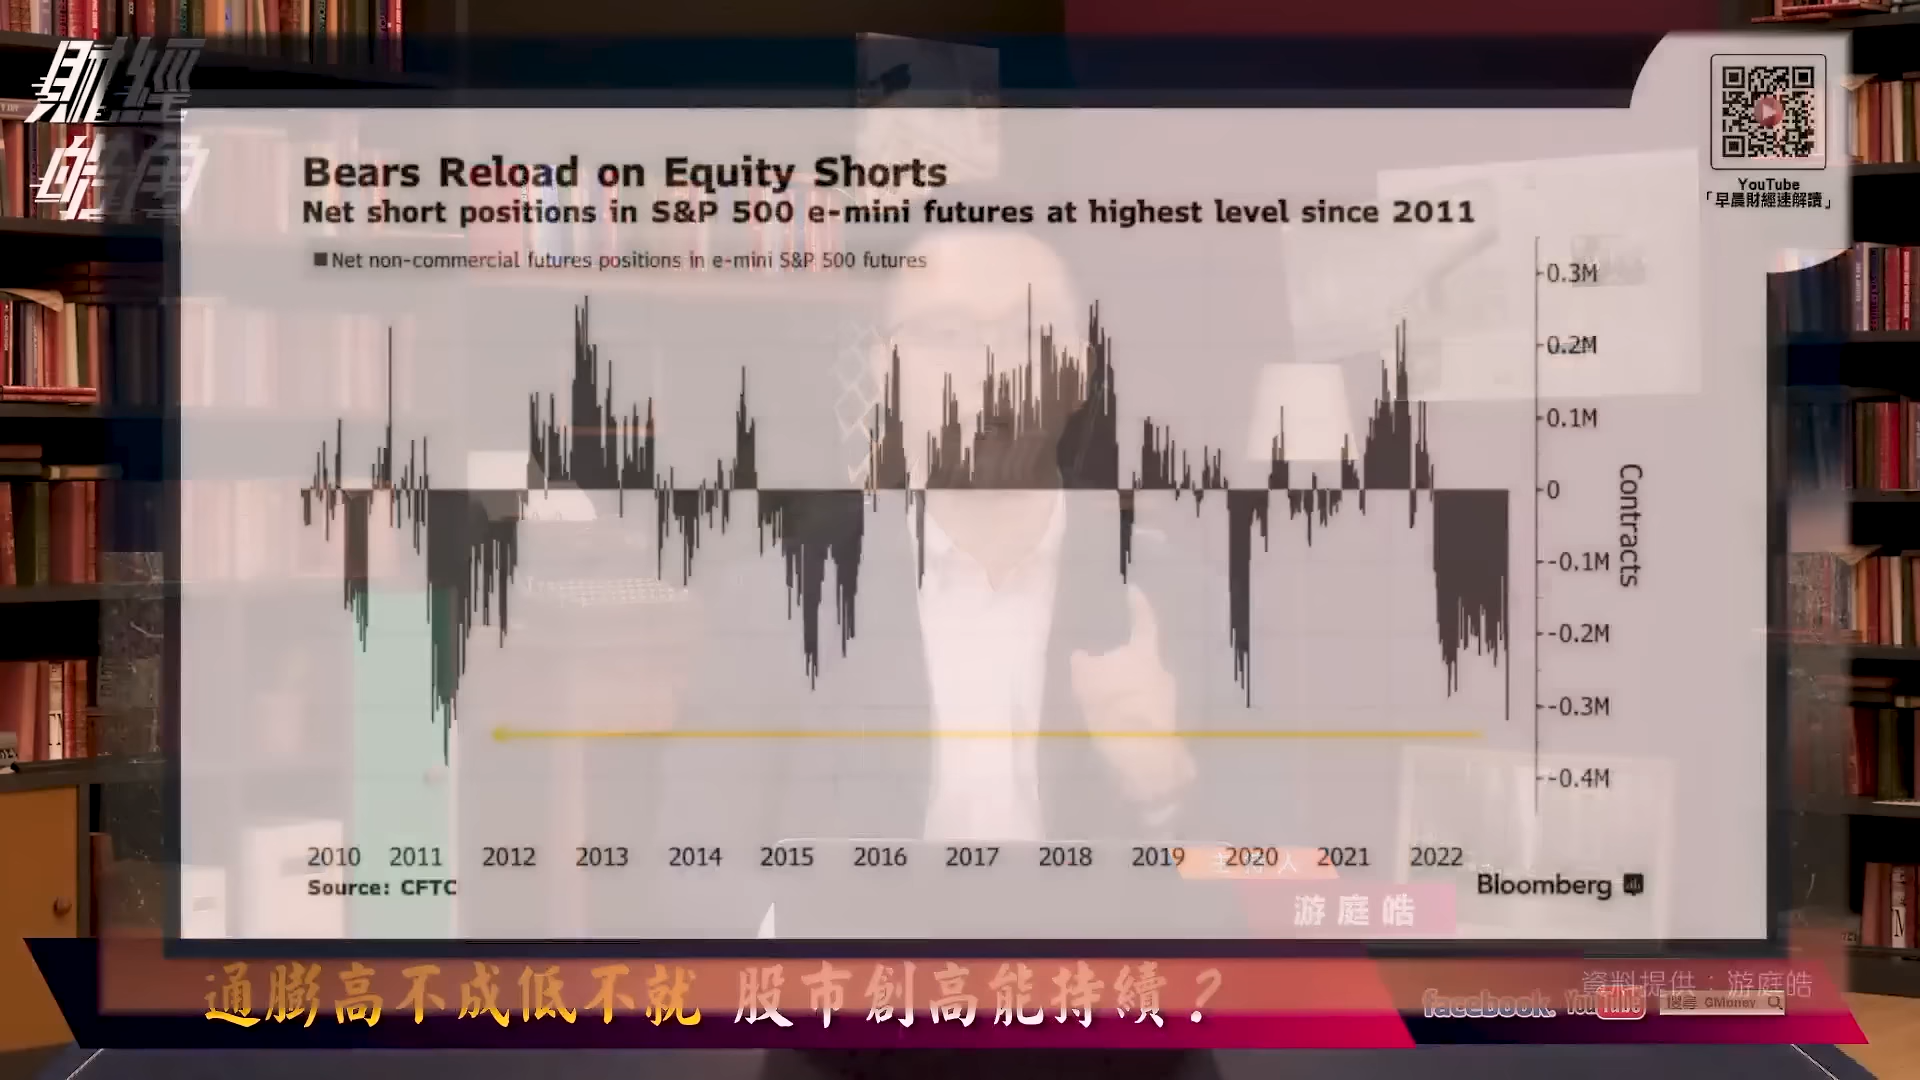 財經
皓角
YouTube
「早晨財經速解讀」
Bears Reload on Equity Shorts
Net short positions in S&P 500 e-mini futures at highest level since 2011
Net non-commercial futures positions in e-mini S&P 500 futures
0.3M
0.2M
0.1M
0
-0.1M
-0.2M
-0.3M
-0.4M
Contracts
2010 2011 2012 2013 2014 2015 2016 2017 2018 2019 2020 2021 2022
Source: CFTC
Bloomberg
主持人
游庭皓
通膨高不成低不就 股市創高能持續？
資料提供：游庭皓
facebook. YouTube 搜尋 GMoney